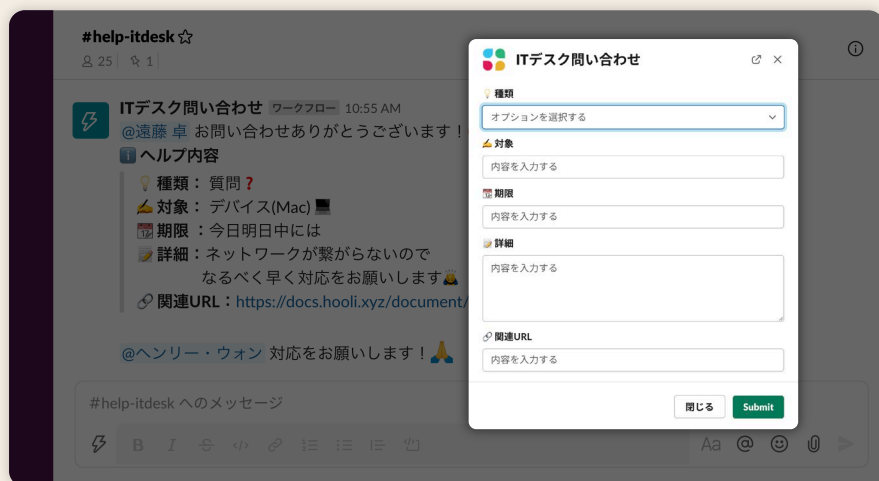 #help-itdesk
25 1
ITデスク問い合わせ ワークフロー 10:55 AM
@遠藤 卓 お問い合わせありがとうございます!
ヘルプ内容
種類: 質問❓
対象: デバイス(Mac)
期限 :今日明日中には
詳細:ネットワークが繋がらないので
なるべく早く対応をお願いします
関連URL:https://docs.hooli.xyz/document/
@ヘンリー・ウォン 対応をお願いします!
#help-itdesk へのメッセージ
B I S Aa @
ITデスク問い合わせ
種類
オプションを選択する
対象
内容を入力する
期限
内容を入力する
詳細
内容を入力する
関連URL
内容を入力する
閉じる Submit